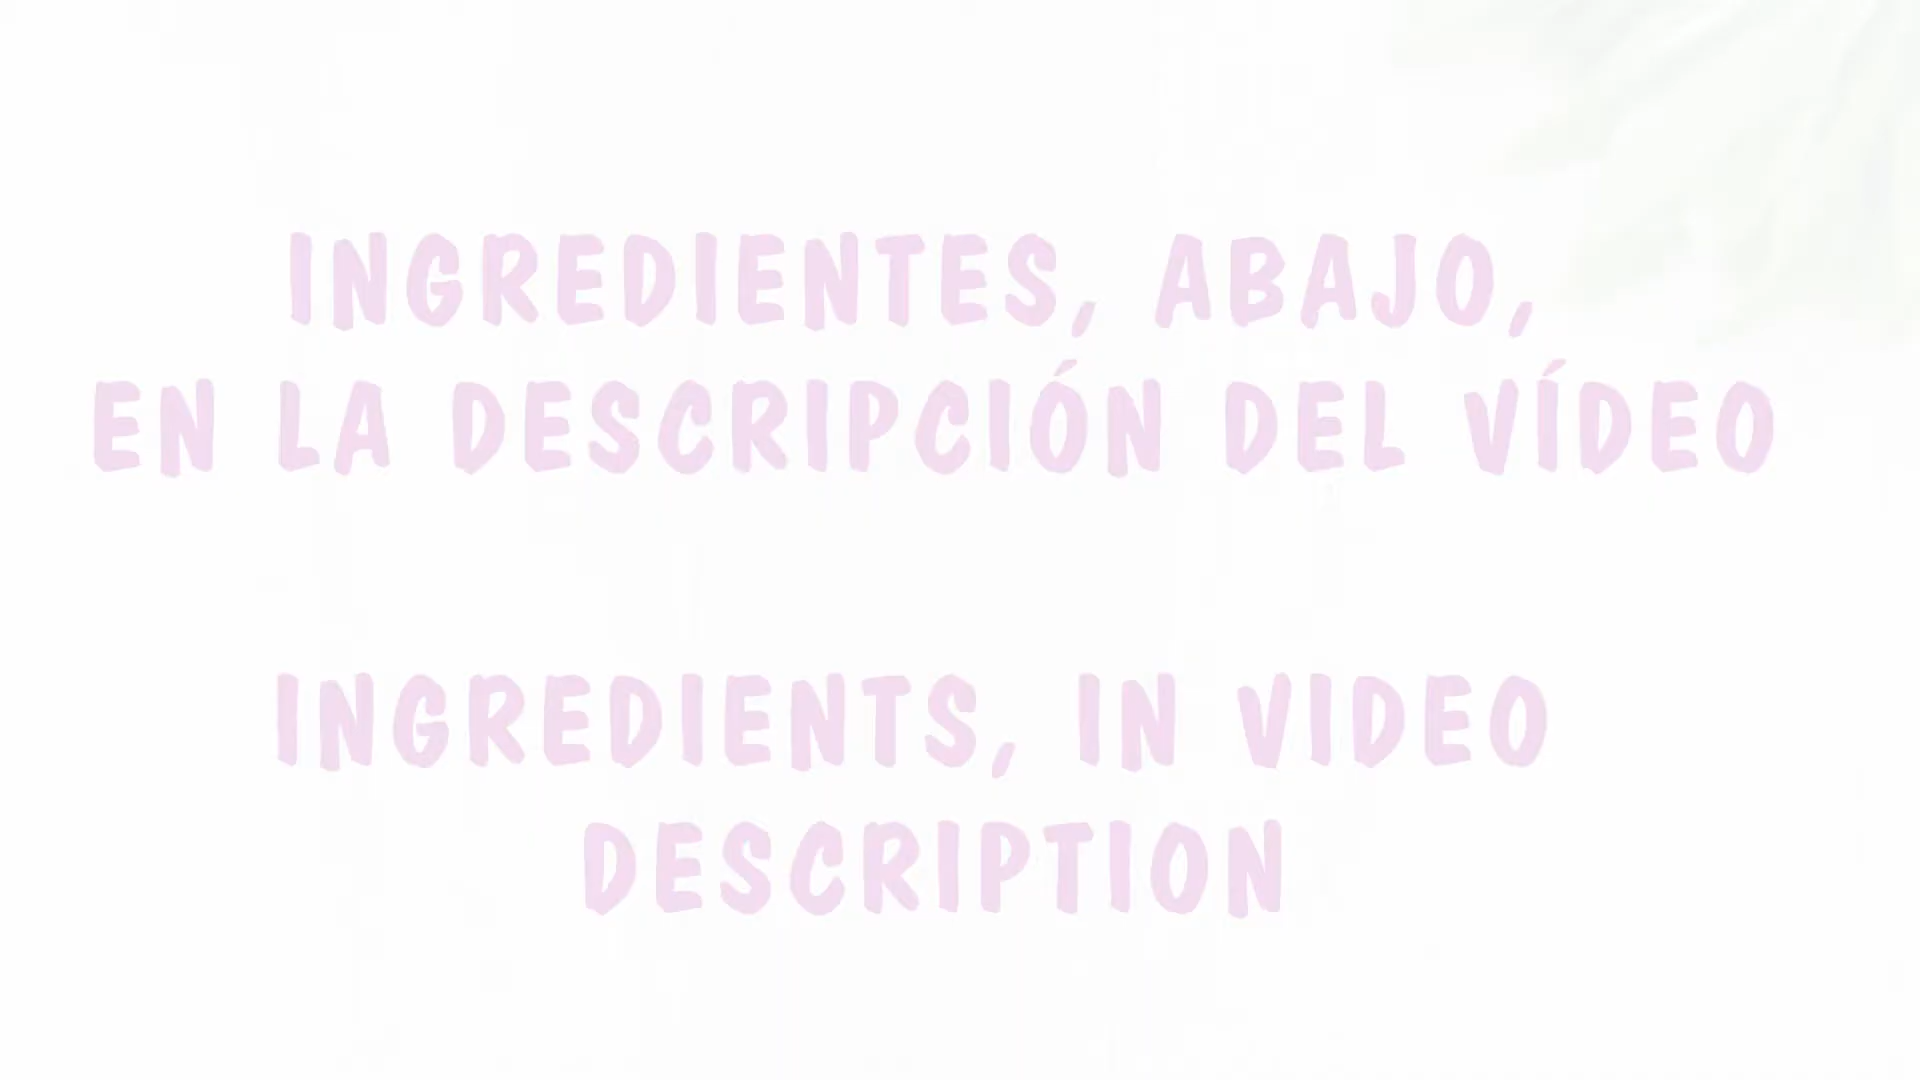 INGREDIENTES, ABAJO,
EN LA DESCRIPCIÓN DEL VÍDEO
INGREDIENTS, IN VIDEO
DESCRIPTION